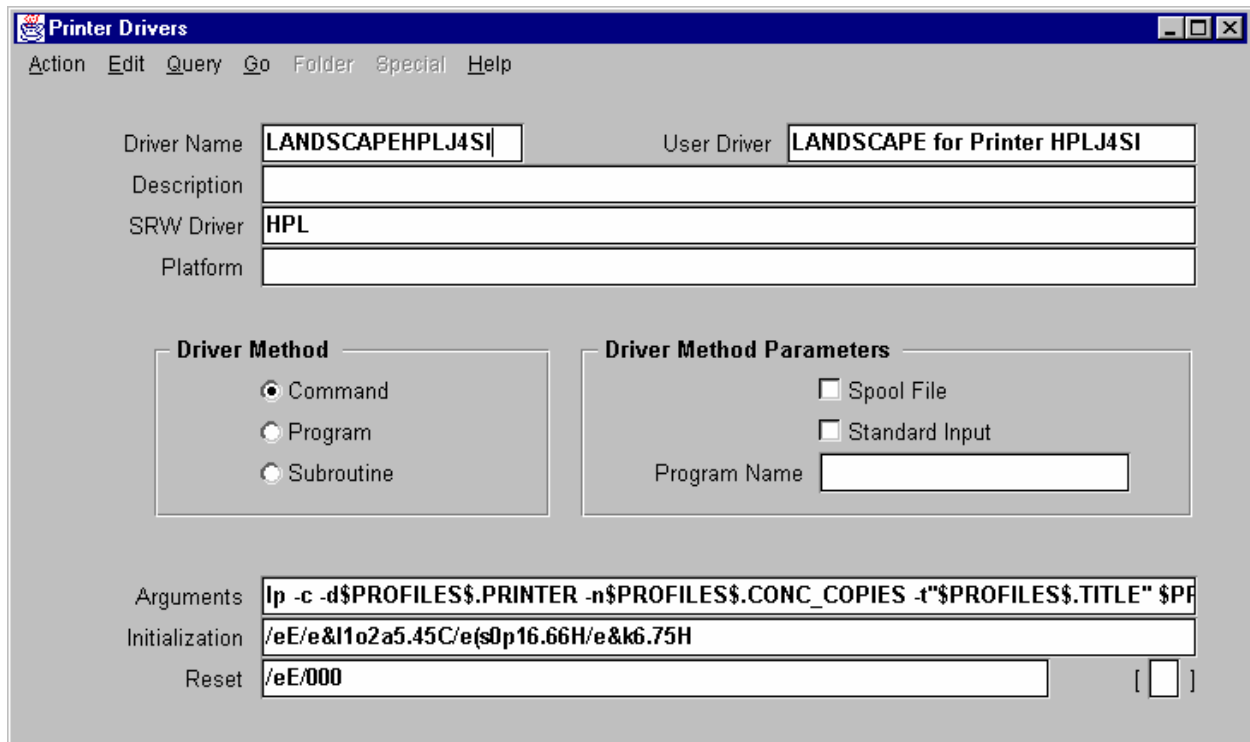 Printer Drivers
Action Edit Query Go Folder Special Help
Driver Name LANDSCAPEHPLJ4SI User Driver LANDSCAPE for Printer HPLJ4SI
Description
SRW Driver HPL
Platform
Driver Method Driver Method Parameters
Command Spool File
Program Standard Input
Subroutine Program Name
Arguments lp -c -d$PROFILES$.PRINTER -n$PROFILES$.CONC_COPIES -t"$PROFILES$.TITLE" $PF
Initialization /eE/e&l1o2a5.45C/e(s0p16.66H/e&k6.75H
Reset /eE/000 [ ]